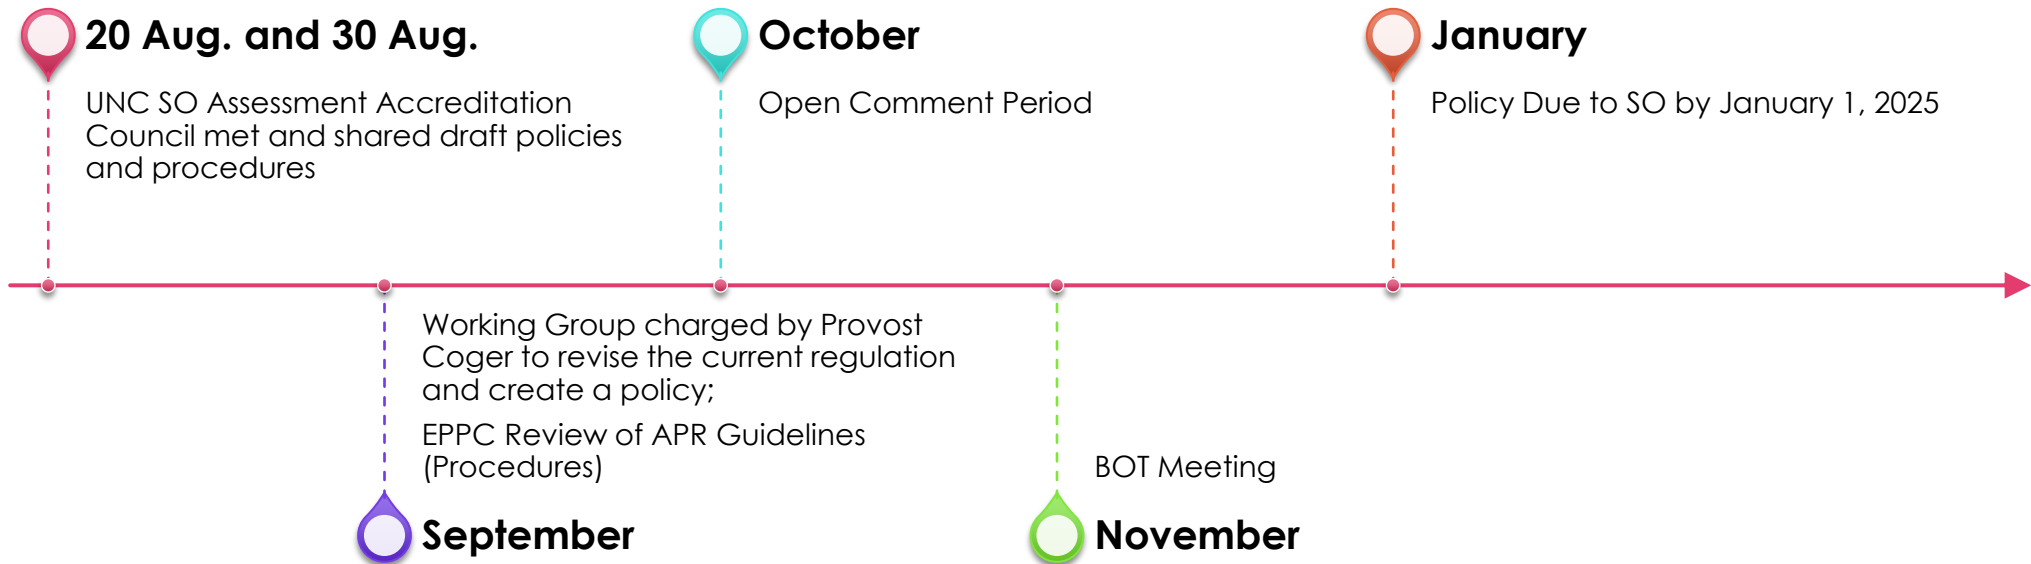 20 Aug. and 30 Aug.
UNC SO Assessment Accreditation
Council met and shared draft policies
and procedures
Working Group charged by Provost
Coger to revise the current regulation
and create a policy;
EPPC Review of APR Guidelines
(Procedures)
September
October
Open Comment Period
BOT Meeting
November
January
Policy Due to SO by January 1, 2025